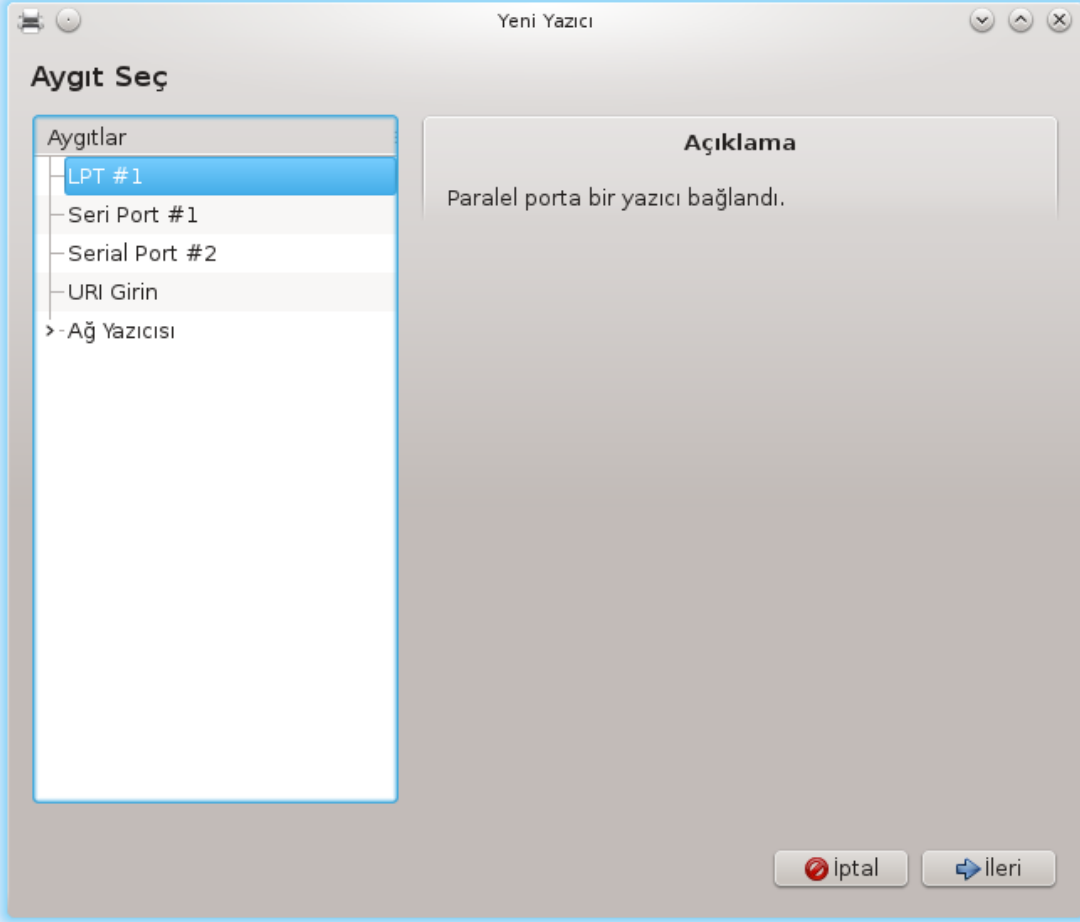 Yeni Yazıcı
Aygıt Seç
Aygıtlar
LPT #1
Seri Port #1
Serial Port #2
URI Girin
Ağ Yazıcısı
Açıklama
Paralel porta bir yazıcı bağlandı.
İptal
İleri